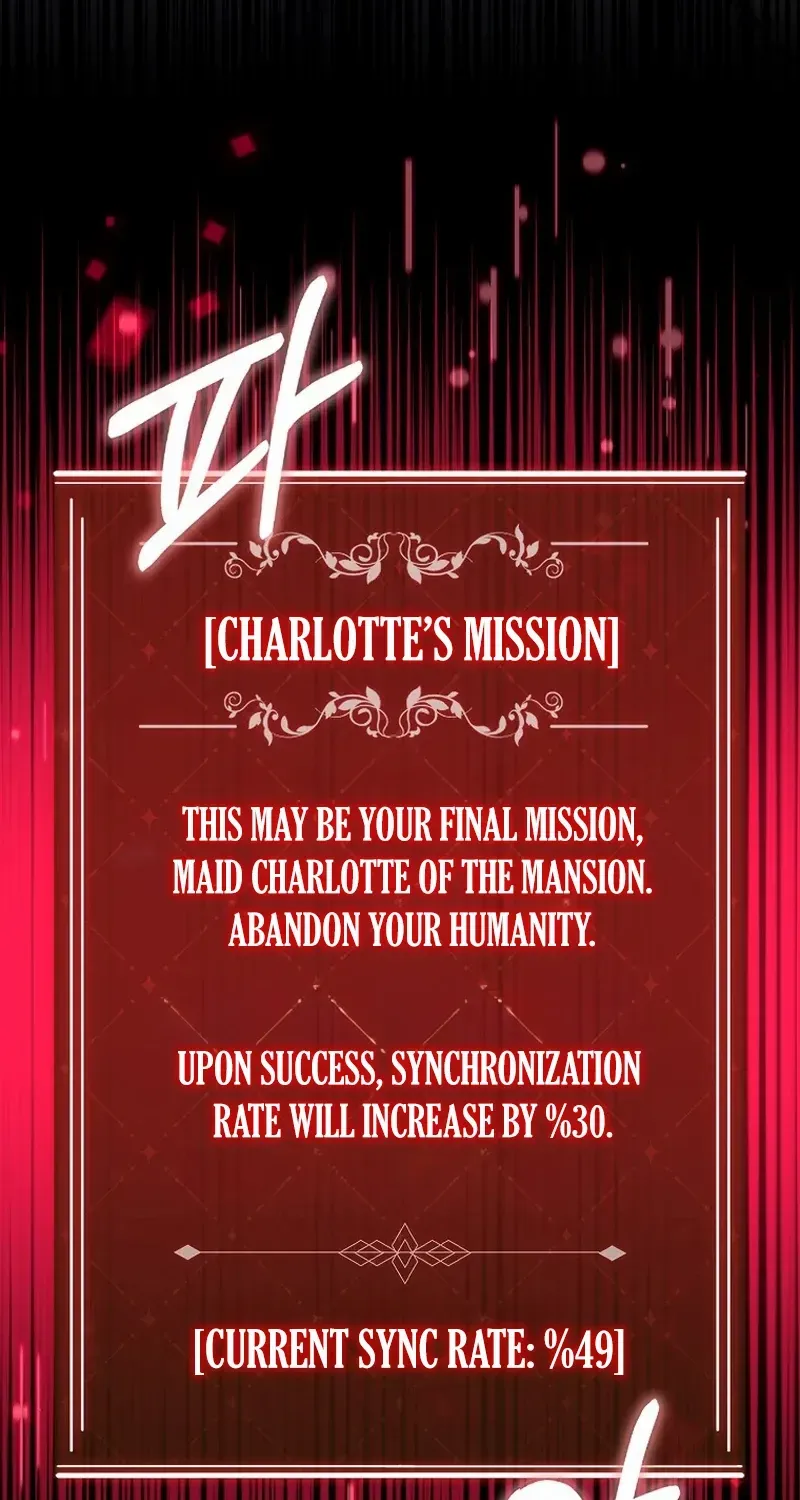 파
[CHARLOTTE’S MISSION]
THIS MAY BE YOUR FINAL MISSION,
MAID CHARLOTTE OF THE MANSION.
ABANDON YOUR HUMANITY.
UPON SUCCESS, SYNCHRONIZATION
RATE WILL INCREASE BY %30.
[CURRENT SYNC RATE: %49]